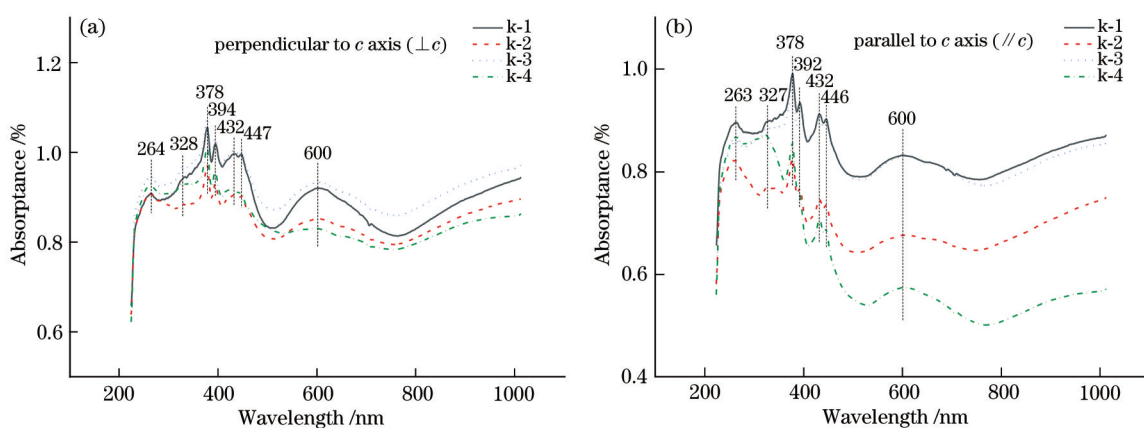 (a)
perpendicular to c axis (⊥c)
k-1
k-2
k-3
k-4
378
394
432
447
264
328
600
1.2
1.0
0.8
0.6
Absorptance /%
200
400
600
800
1000
Wavelength /nm
(b)
parallel to c axis (∥c)
k-1
k-2
k-3
k-4
378
392
432
446
263
327
600
1.0
0.8
0.6
0.4
Absorptance /%
200
400
600
800
1000
Wavelength /nm